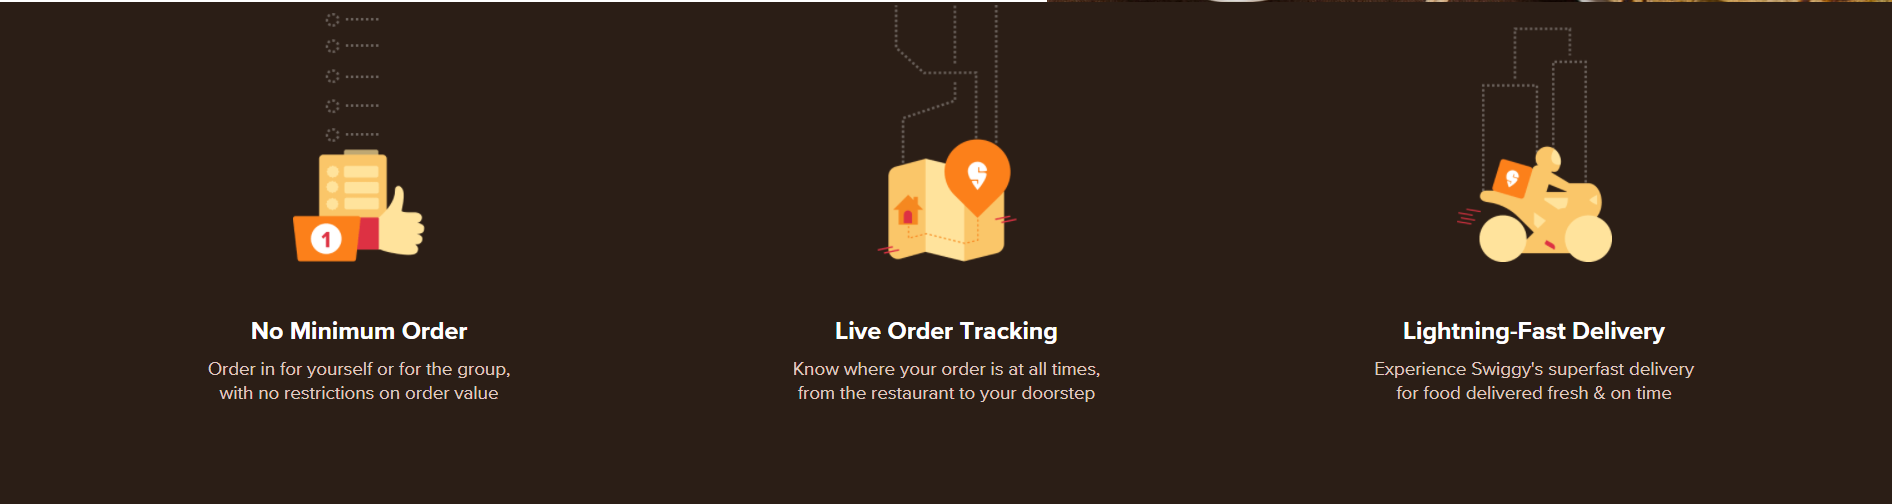 1
No Minimum Order
Order in for yourself or for the group,
with no restrictions on order value
Live Order Tracking
Know where your order is at all times,
from the restaurant to your doorstep
Lightning-Fast Delivery
Experience Swiggy's superfast delivery
for food delivered fresh & on time